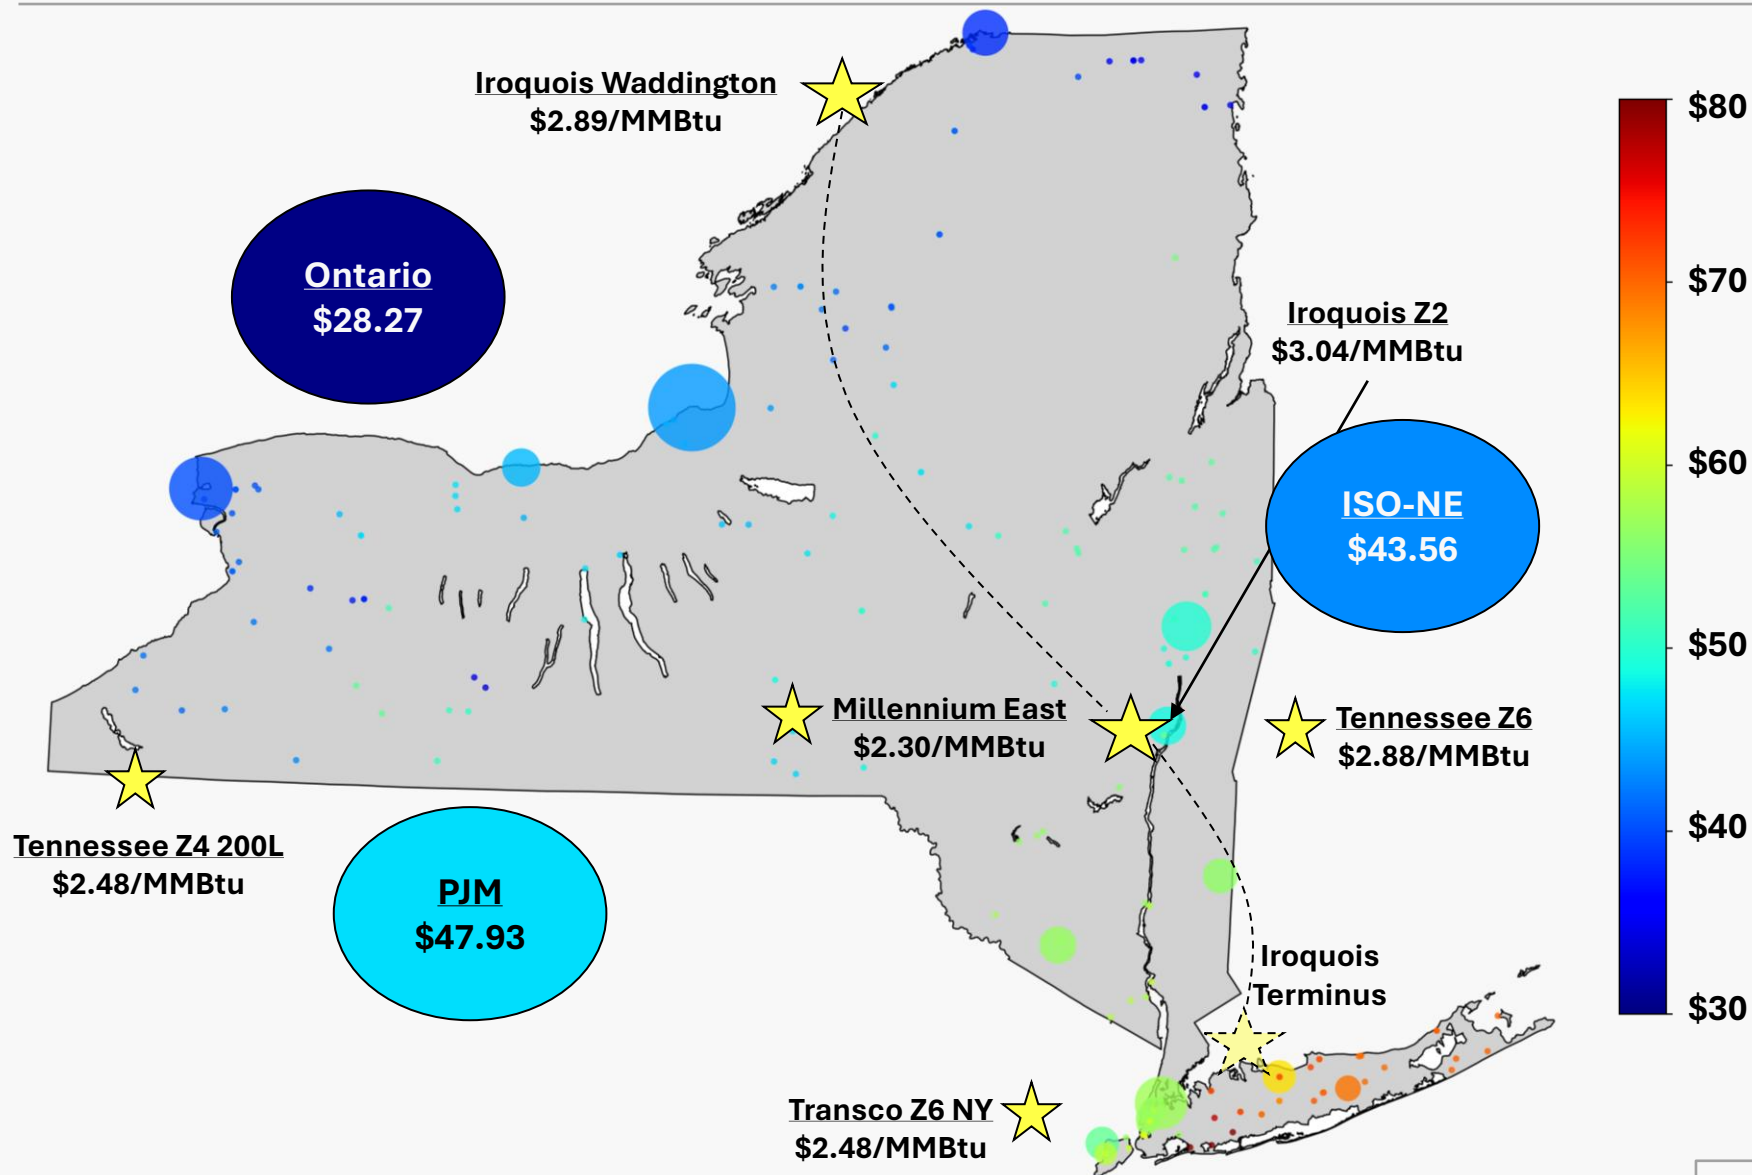 Iroquois Waddington
$2.89/MMBtu
Ontario
$28.27
Iroquois Z2
$3.04/MMBtu
ISO-NE
$43.56
Millennium East
$2.30/MMBtu
Tennessee Z6
$2.88/MMBtu
Tennessee Z4 200L
$2.48/MMBtu
PJM
$47.93
Iroquois
Terminus
Transco Z6 NY
$2.48/MMBtu
$80
$70
$60
$50
$40
$30